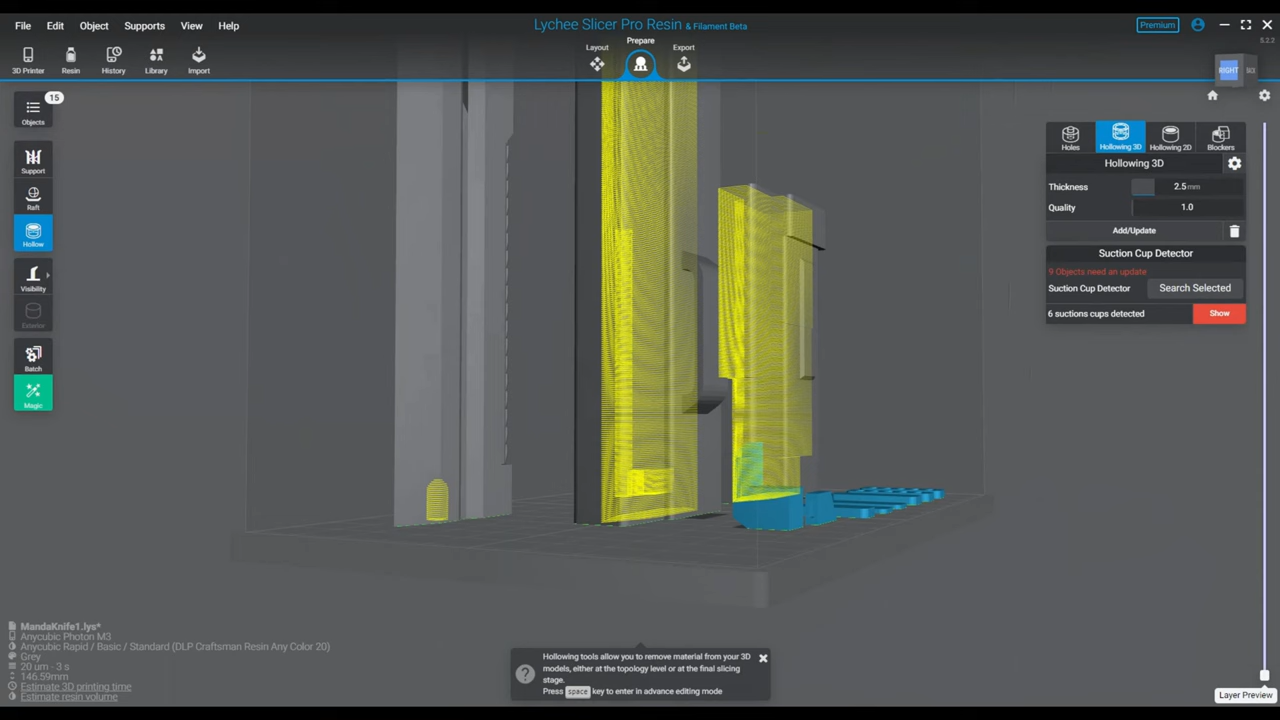 File Edit Object Supports View Help
Lychee Slicer Pro Resin & Filament Beta
Premium
5.2.2
3D Printer Resin History Library Import
Layout Prepare Export
RIGHT
15
Objects
Support
Raft
Hollow
Visibility
Exterior
Batch
Magic
Holes Hollowing 3D Hollowing 2D Blockers
Hollowing 3D
Thickness 2.5 mm
Quality 1.0
Add/Update
Suction Cup Detector
9 Objects need an update
Suction Cup Detector Search Selected
6 suctions cups detected Show
MandaKnife1.lys*
Anycubic Photon M3
Anycubic Rapid / Basic / Standard (DLP Craftsman Resin Any Color 20)
Grey
20 um - 3 s
146.59mm
Estimate 3D printing time
Estimate resin volume
Hollowing tools allow you to remove material from your 3D
models, either at the topology level or at the final slicing
stage.
Press space key to enter in advance editing mode
Layer Preview